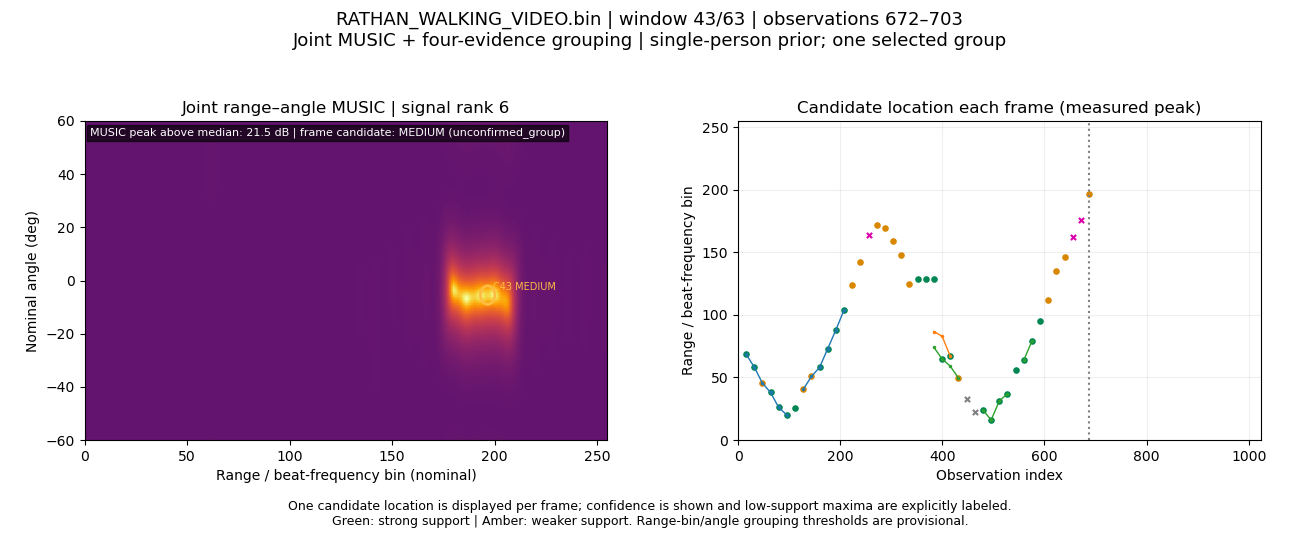 RATHAN_WALKING_VIDEO.bin | window 43/63 | observations 672–703
Joint MUSIC + four-evidence grouping | single-person prior; one selected group
Joint range–angle MUSIC | signal rank 6
MUSIC peak above median: 21.5 dB | frame candidate: MEDIUM (unconfirmed_group)
60
40
20
0
−20
−40
−60
Nominal angle (deg)
C43 MEDIUM
0
50
100
150
200
250
Range / beat-frequency bin (nominal)
Candidate location each frame (measured peak)
250
200
150
100
50
0
Range / beat-frequency bin
0
200
400
600
800
1000
Observation index
One candidate location is displayed per frame; confidence is shown and low-support maxima are explicitly labeled.
Green: strong support | Amber: weaker support. Range-bin/angle grouping thresholds are provisional.